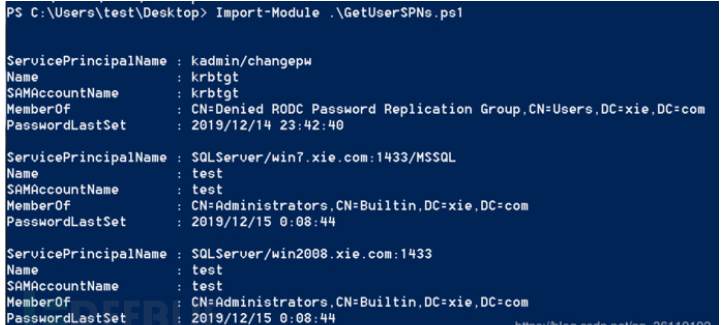 PS C:\Users\test\Desktop> Import-Module .\GetUserSPNs.ps1
ServicePrincipalName : kadmin/changepw
Name : krbtgt
SAMAccountName : krbtgt
MemberOf : CN=Denied RODC Password Replication Group,CN=Users,DC=xie,DC=com
PasswordLastSet : 2019/12/14 23:42:40
ServicePrincipalName : SQLServer/win7.xie.com:1433/MSSQL
Name : test
SAMAccountName : test
MemberOf : CN=Administrators,CN=Builtin,DC=xie,DC=com
PasswordLastSet : 2019/12/15 0:08:44
ServicePrincipalName : SQLServer/win2008.xie.com:1433
Name : test
SAMAccountName : test
MemberOf : CN=Administrators,CN=Builtin,DC=xie,DC=com
PasswordLastSet : 2019/12/15 0:08:44